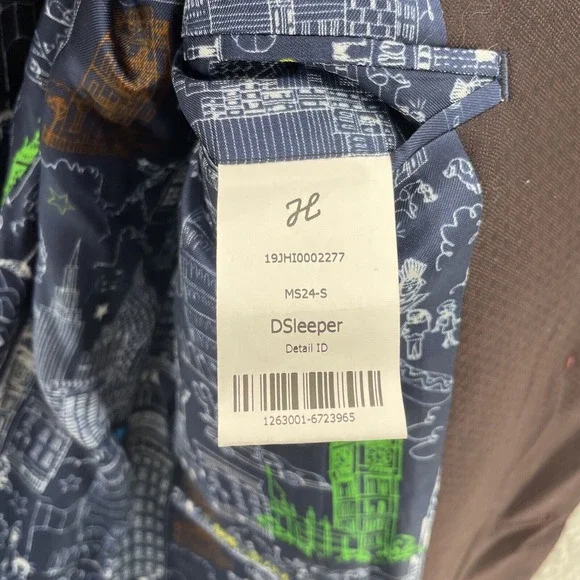 H
19JHI0002277
MS24-S
DSleeper
Detail ID
1263001-6723965